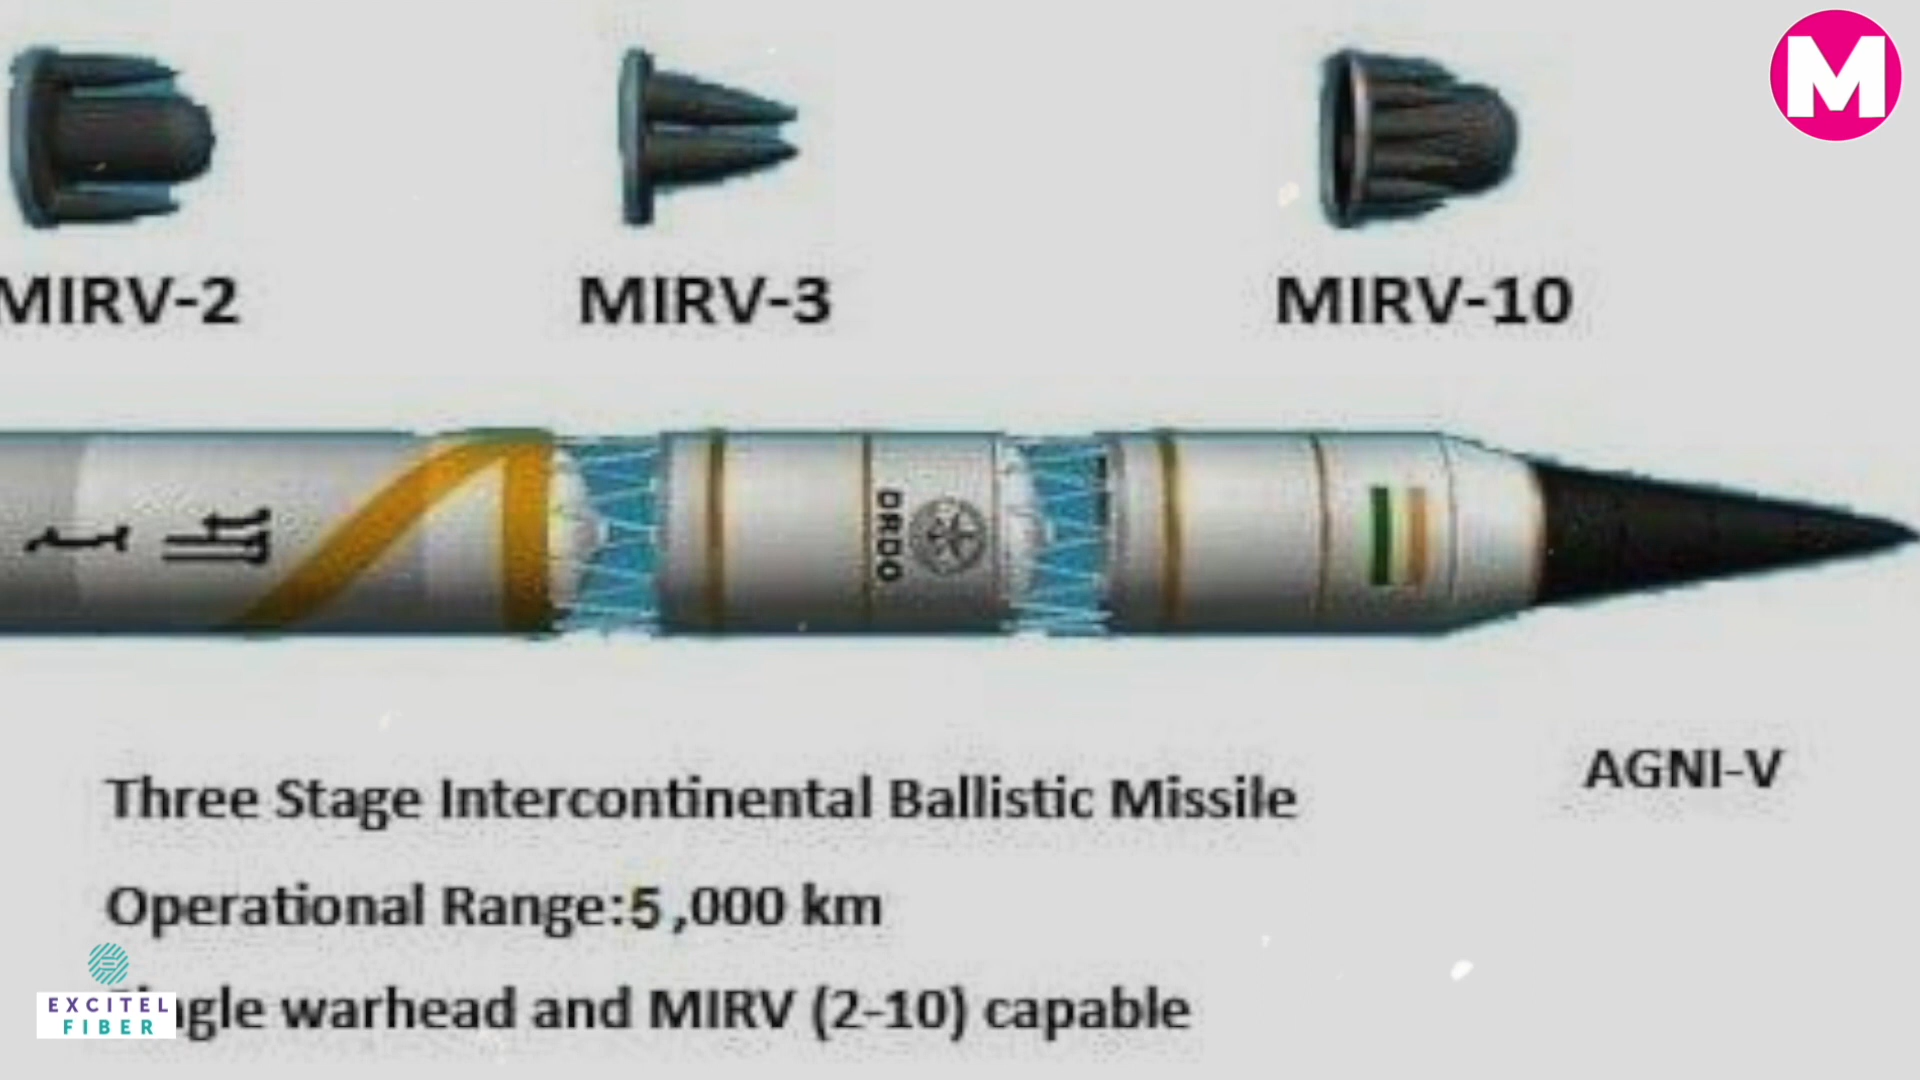 M
MIRV-2
MIRV-3
MIRV-10
DRDO
AGNI-V
Three Stage Intercontinental Ballistic Missile
Operational Range:5 ,000 km
warhead and MIRV (2-10) capable
EXCITEL
FIBER